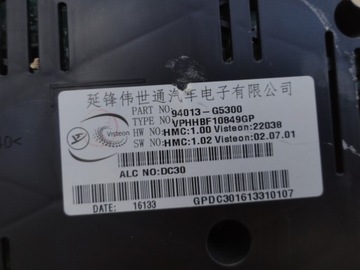 延锋伟世通汽车电子有限公司
Visteon
PART NO: 94013-G5300
TYPE NO: VPHHBF10849GP
HW NO: HMC:1.00 Visteon: 22038
SW NO: HMC:1.02 Visteon: 02.07.01
ALC NO: DC30
DATE: 16133
GPDC301613310107